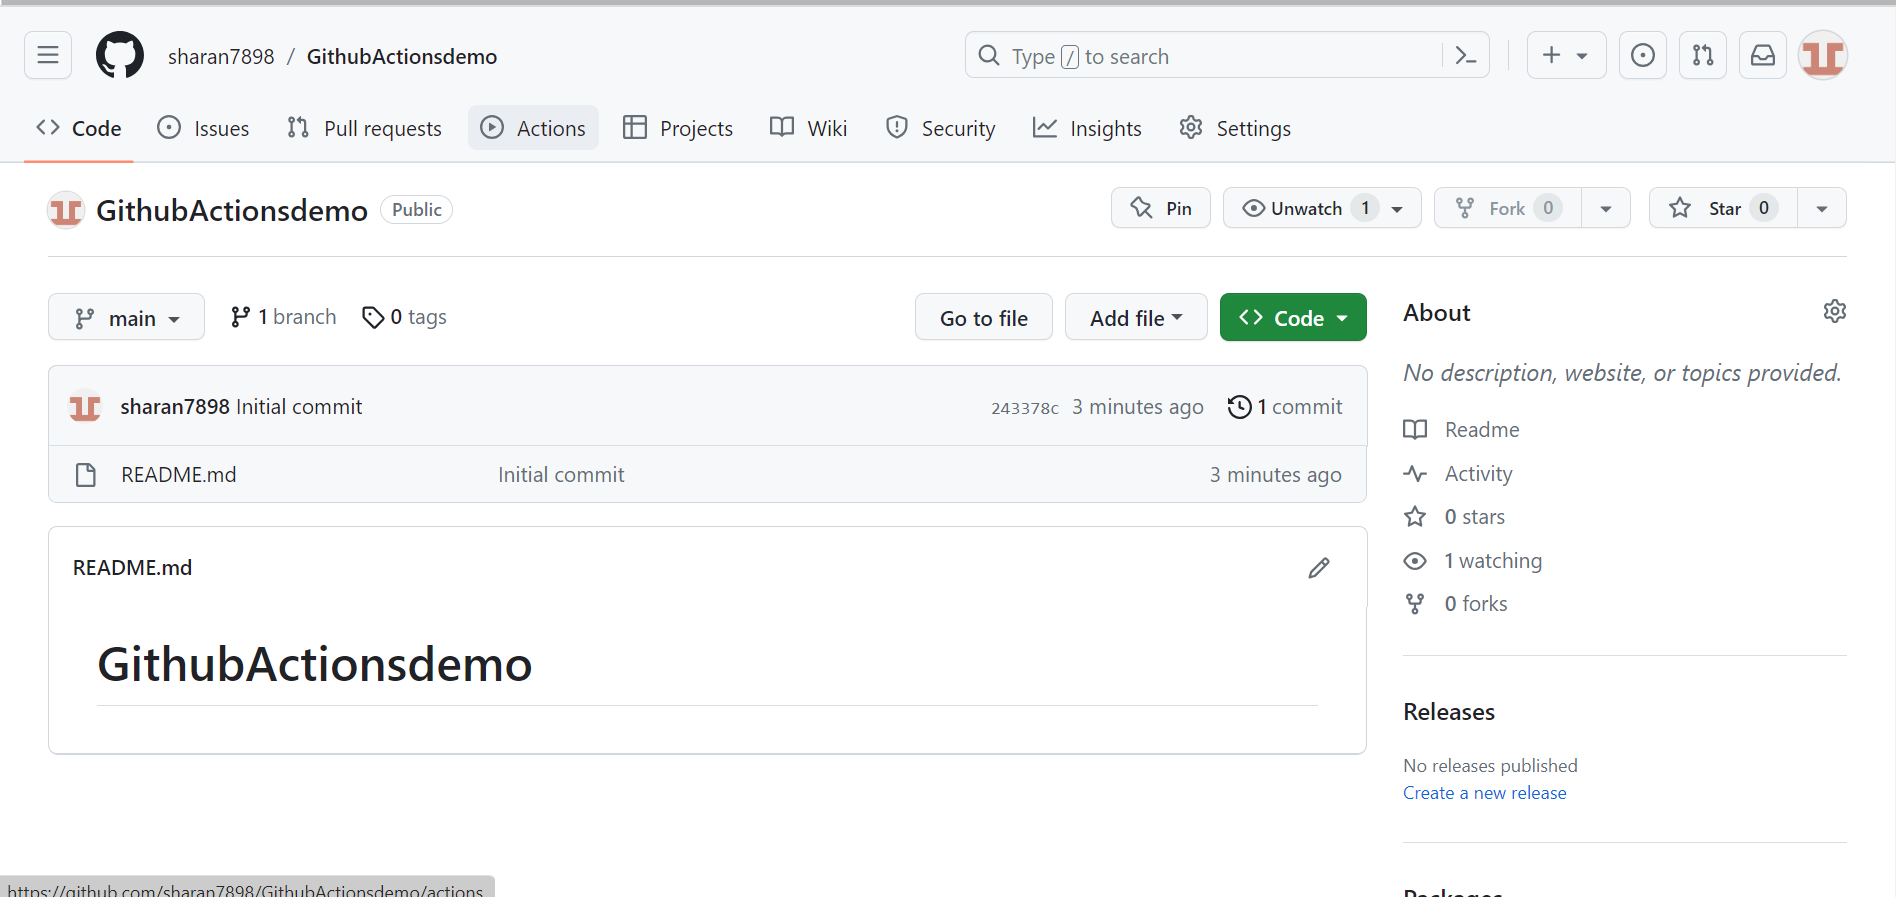 sharan7898 / GithubActionsdemo
Type / to search
Code Issues Pull requests Actions Projects Wiki Security Insights Settings
GithubActionsdemo Public
Pin Unwatch 1 Fork 0 Star 0
main 1 branch 0 tags Go to file Add file Code
sharan7898 Initial commit 243378c 3 minutes ago 1 commit
README.md Initial commit 3 minutes ago
README.md
GithubActionsdemo
About
No description, website, or topics provided.
Readme
Activity
0 stars
1 watching
0 forks
Releases
No releases published
Create a new release
Packages
https://github.com/sharan7898/GithubActionsdemo/actions